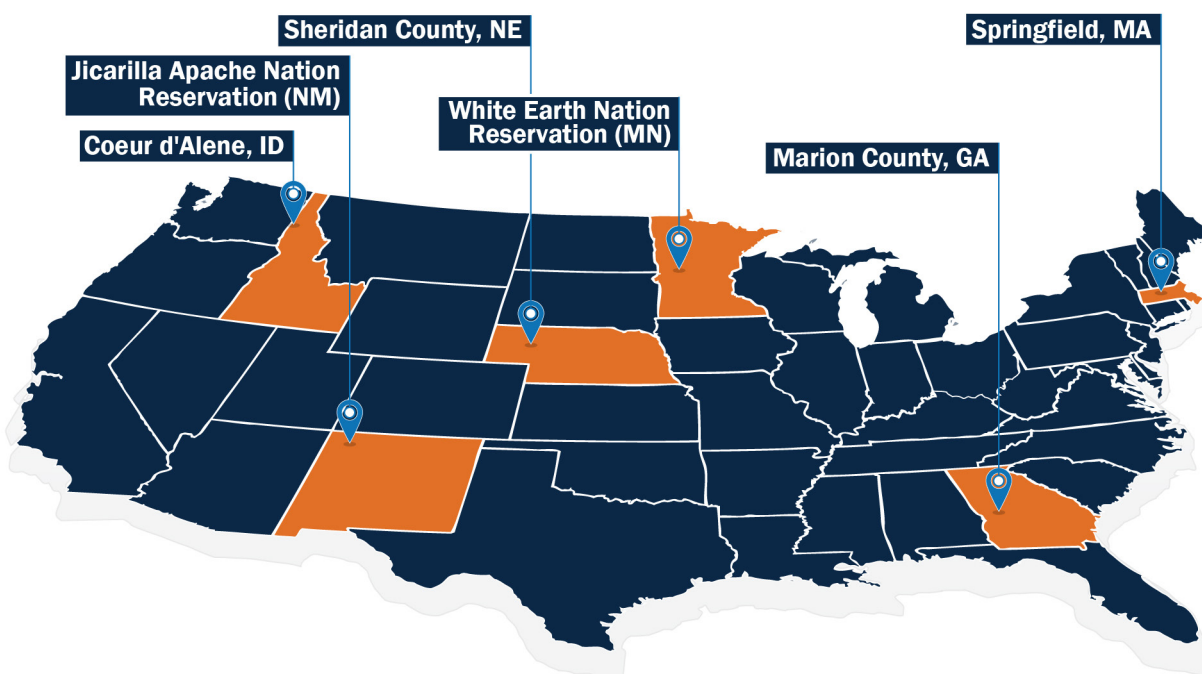 Sheridan County, NE
Springfield, MA
Jicarilla Apache Nation
Reservation (NM)
White Earth Nation
Reservation (MN)
Coeur d'Alene, ID
Marion County, GA